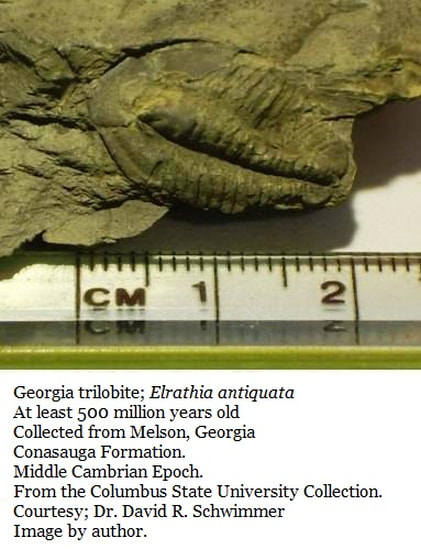 CM 1 2
Georgia trilobite; Elrathia antiquata
At least 500 million years old
Collected from Melson, Georgia
Conasauga Formation.
Middle Cambrian Epoch.
From the Columbus State University Collection.
Courtesy; Dr. David R. Schwimmer
Image by author.